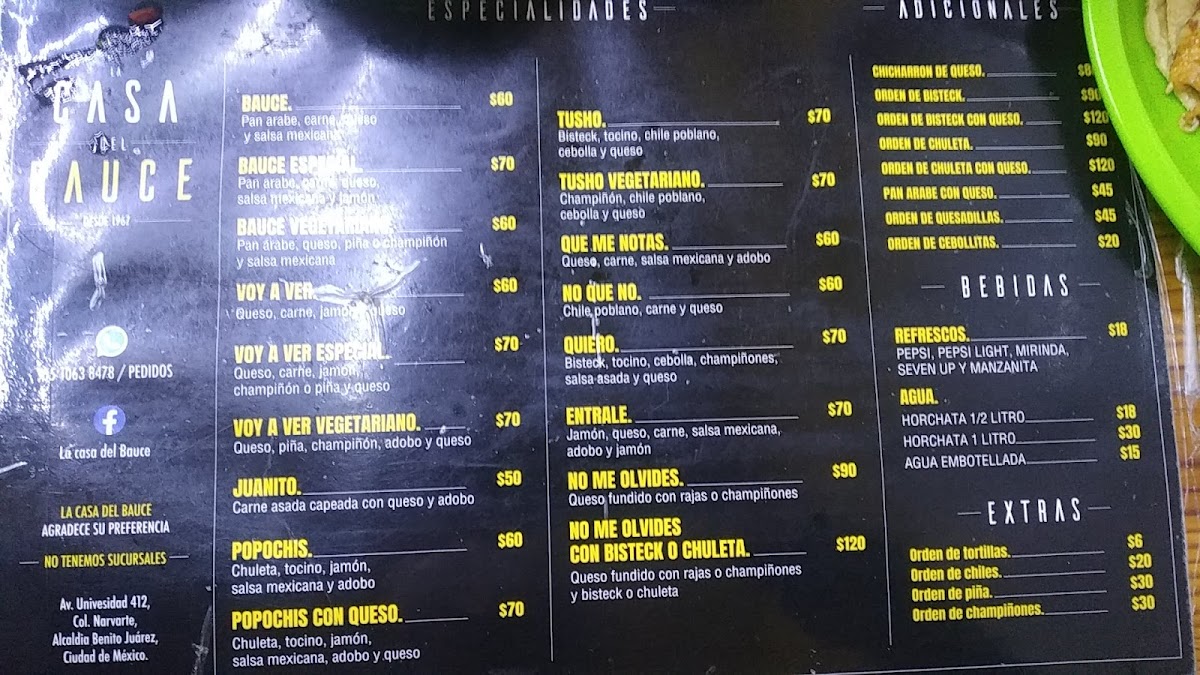 CASA
DEL
BAUCE
DESDE 1967
1063 8478 / PEDIDOS
La casa del Bauce
LA CASA DEL BAUCE
AGRADECE SU PREFERENCIA
NO TENEMOS SUCURSALES
Av. Univesidad 412,
Col. Narvarte,
Alcaldia Benito Juárez,
Ciudad de México.
ESPECIALIDADES
BAUCE. $60
Pan arabe, carne, queso
y salsa mexicana
BAUCE ESPECIAL. $70
Pan arabe, carne, queso,
salsa mexicana y jamón
BAUCE VEGETARIANO. $60
Pan árabe, queso, piña o champiñón
y salsa mexicana
VOY A VER. $60
Queso, carne, jamón, queso
VOY A VER ESPECIAL. $70
Queso, carne, jamón,
champiñón o piña y queso
VOY A VER VEGETARIANO. $70
Queso, piña, champiñón, adobo y queso
JUANITO. $50
Carne asada capeada con queso y adobo
POPOCHIS. $60
Chuleta, tocino, jamón,
salsa mexicana y adobo
POPOCHIS CON QUESO. $70
Chuleta, tocino, jamón,
salsa mexicana, adobo y queso
TUSHO. $70
Bisteck, tocino, chile poblano,
cebolla y queso
TUSHO VEGETARIANO. $70
Champiñón, chile poblano,
cebolla y queso
QUE ME NOTAS. $60
Queso, carne, salsa mexicana y adobo
NO QUE NO. $60
Chile poblano, carne y queso
QUIERO. $70
Bisteck, tocino, cebolla, champiñones,
salsa asada y queso
ENTRALE. $70
Jamón, queso, carne, salsa mexicana,
adobo y jamón
NO ME OLVIDES. $90
Queso fundido con rajas o champiñones
NO ME OLVIDES
CON BISTECK O CHULETA. $120
Queso fundido con rajas o champiñones
y bisteck o chuleta
ADICIONALES
CHICHARRON DE QUESO.
ORDEN DE BISTECK. $90
ORDEN DE BISTECK CON QUESO. $120
ORDEN DE CHULETA. $90
ORDEN DE CHULETA CON QUESO. $120
PAN ARABE CON QUESO. $45
ORDEN DE QUESADILLAS. $45
ORDEN DE CEBOLLITAS. $20
BEBIDAS
REFRESCOS. $18
PEPSI, PEPSI LIGHT, MIRINDA,
SEVEN UP Y MANZANITA
AGUA.
HORCHATA 1/2 LITRO $18
HORCHATA 1 LITRO $30
AGUA EMBOTELLADA $15
EXTRAS
Orden de tortillas. $6
Orden de chiles. $20
Orden de piña. $30
Orden de champiñones. $30